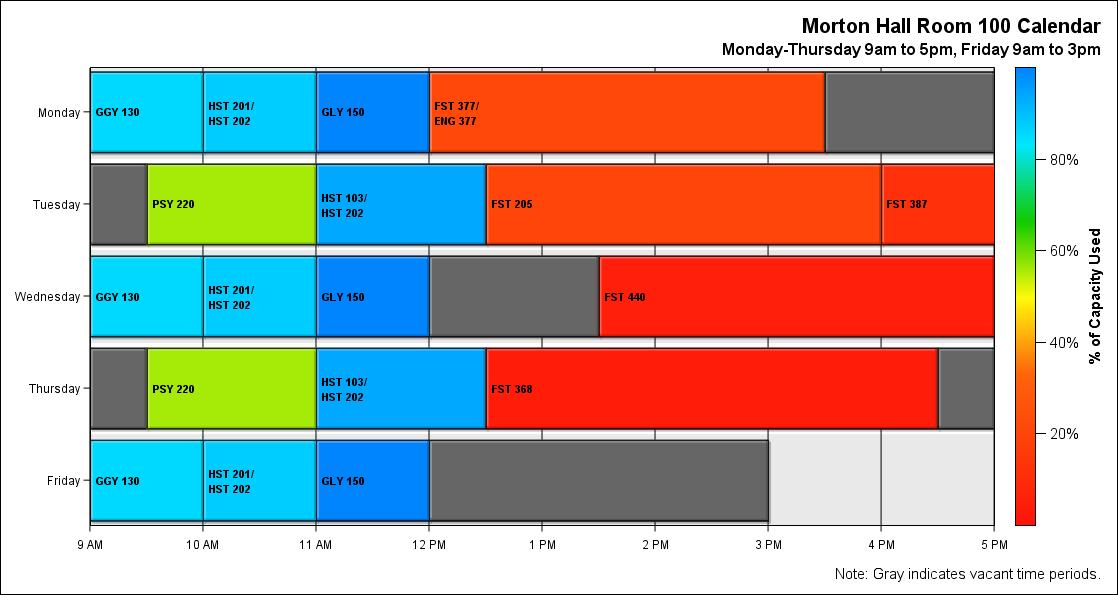 Morton Hall Room 100 Calendar
Monday-Thursday 9am to 5pm, Friday 9am to 3pm
Monday
GGY 130
HST 201/
HST 202
GLY 150
FST 377/
ENG 377
Tuesday
PSY 220
HST 103/
HST 202
FST 205
FST 387
Wednesday
GGY 130
HST 201/
HST 202
GLY 150
FST 440
Thursday
PSY 220
HST 103/
HST 202
FST 368
Friday
GGY 130
HST 201/
HST 202
GLY 150
9 AM
10 AM
11 AM
12 PM
1 PM
2 PM
3 PM
4 PM
5 PM
80%
60%
40%
20%
% of Capacity Used
Note: Gray indicates vacant time periods.